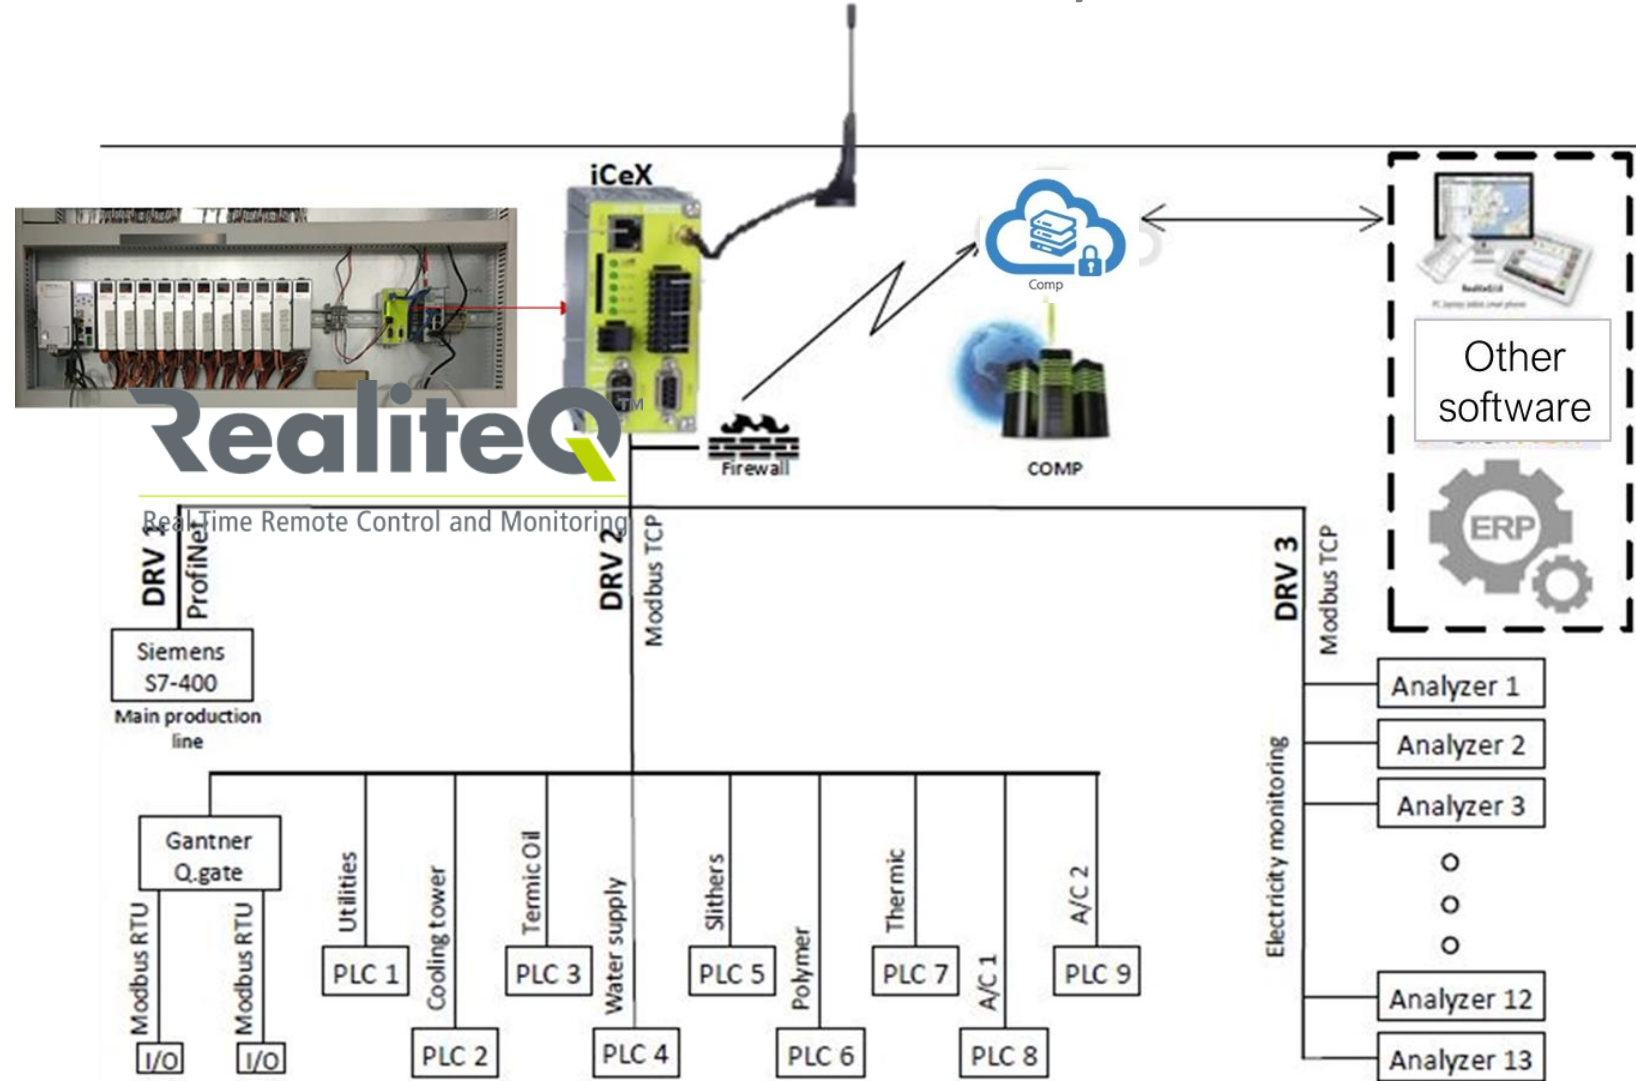 iCeX
Comp
RealiteQ™
Real Time Remote Control and Monitoring
Firewall
COMP
RealiteQ
Other
software
ERP
DRV 1
ProfiNet
DRV 2
Modbus TCP
DRV 3
Modbus TCP
Siemens
S7-400
Main production
line
Analyzer 1
Analyzer 2
Analyzer 3
Analyzer 12
Analyzer 13
Electricity monitoring
Gantner
Q.gate
Modbus RTU
Modbus RTU
I/O
I/O
Utilities
PLC 1
Cooling tower
PLC 2
Termic Oil
PLC 3
Water supply
PLC 4
Slithers
PLC 5
Polymer
PLC 6
Thermic
PLC 7
A/C 1
PLC 8
A/C 2
PLC 9